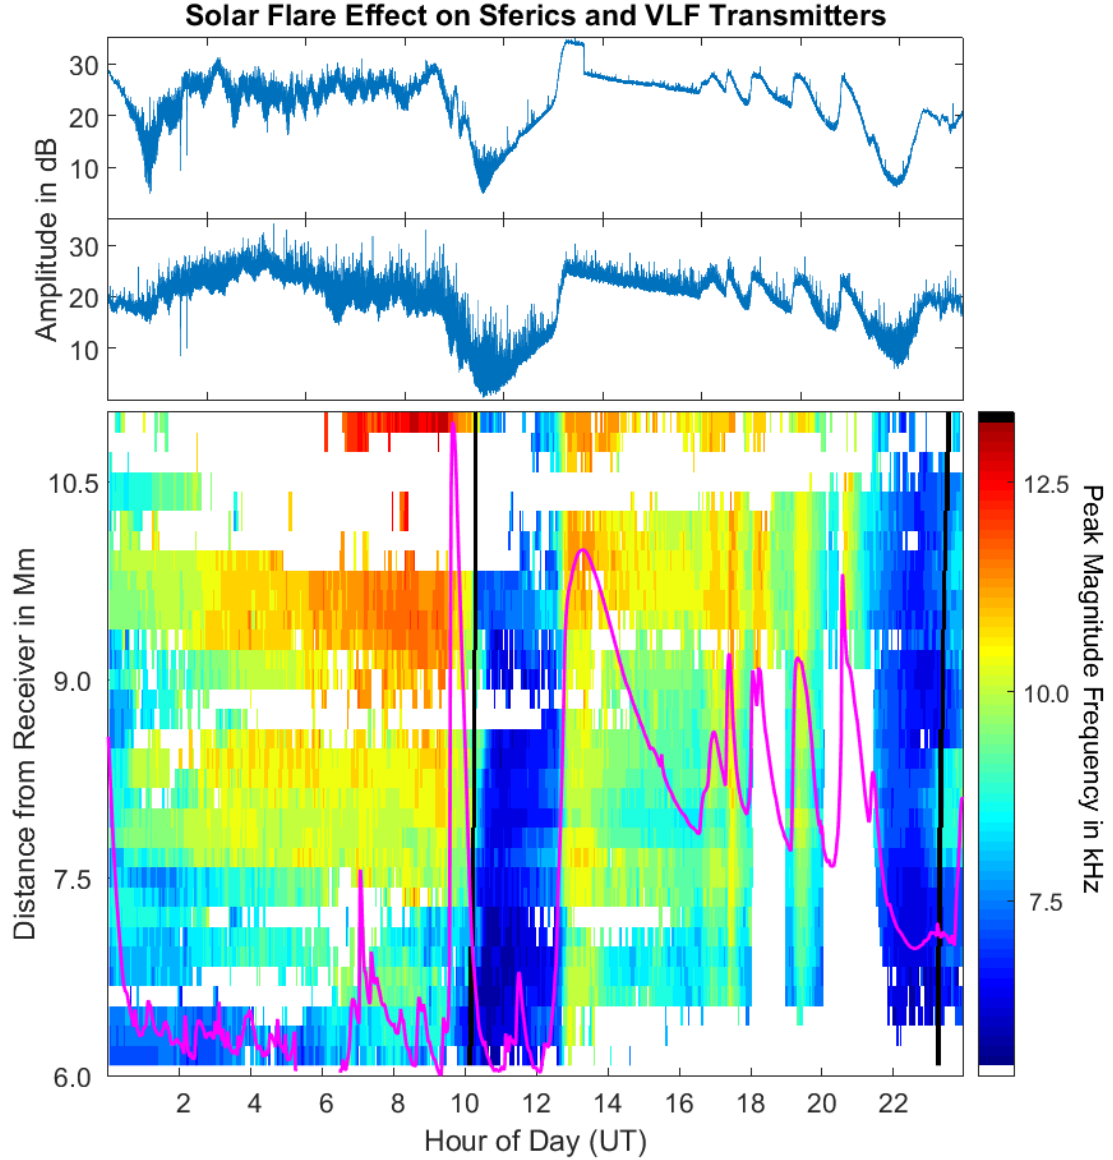 Solar Flare Effect on Sferics and VLF Transmitters
30
20
10
30
20
10
Amplitude in dB
10.5
9.0
7.5
6.0
Distance from Receiver in Mm
2 4 6 8 10 12 14 16 18 20 22
Hour of Day (UT)
12.5
10.0
7.5
Peak Magnitude Frequency in kHz